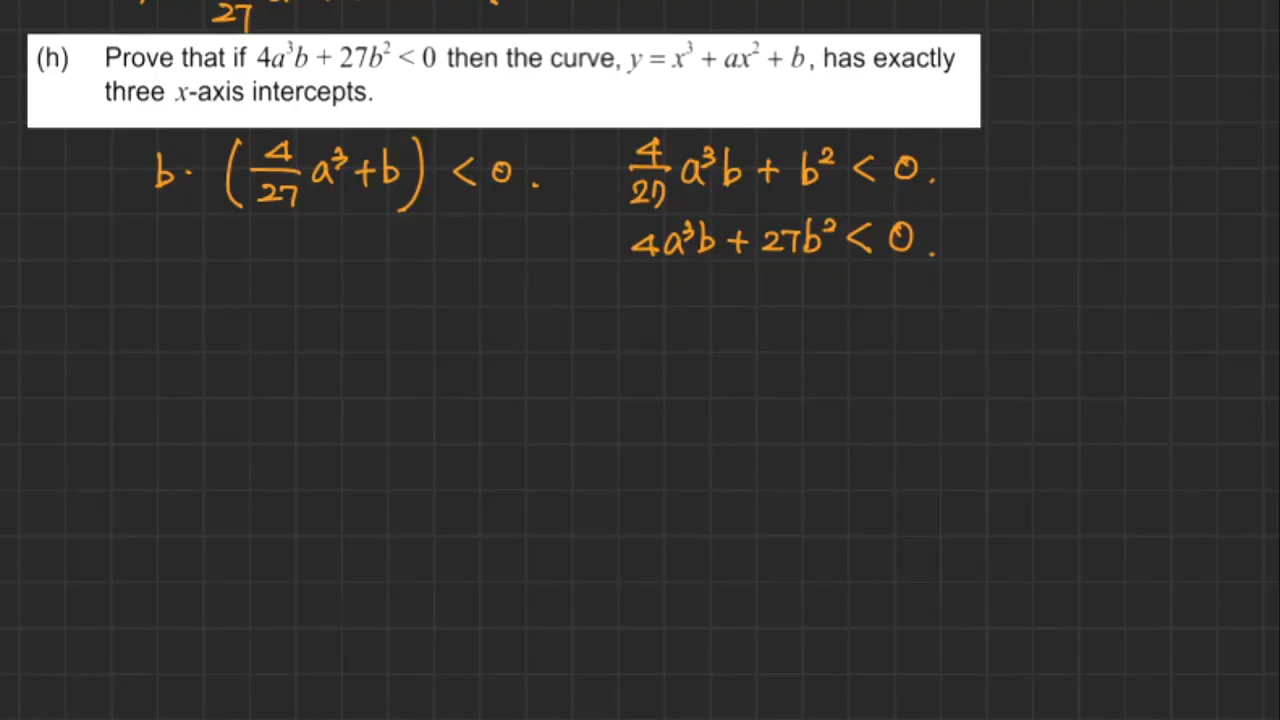 27
(h) Prove that if 4a³b + 27b² < 0 then the curve, y = x³ + ax² + b, has exactly
three x-axis intercepts.
b · (4/27 a³ + b) < 0 . 4/27 a³b + b² < 0 .
4a³b + 27b² < 0 .